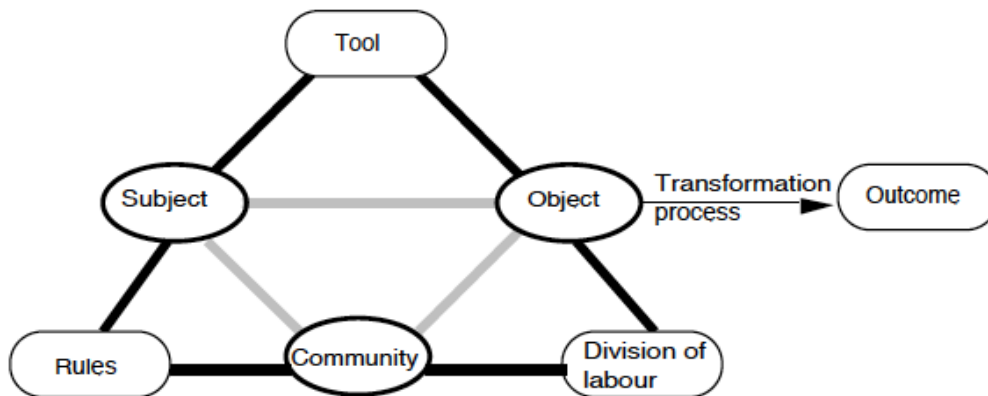 Tool
Subject
Object
Transformation
process
Outcome
Rules
Community
Division of
labour